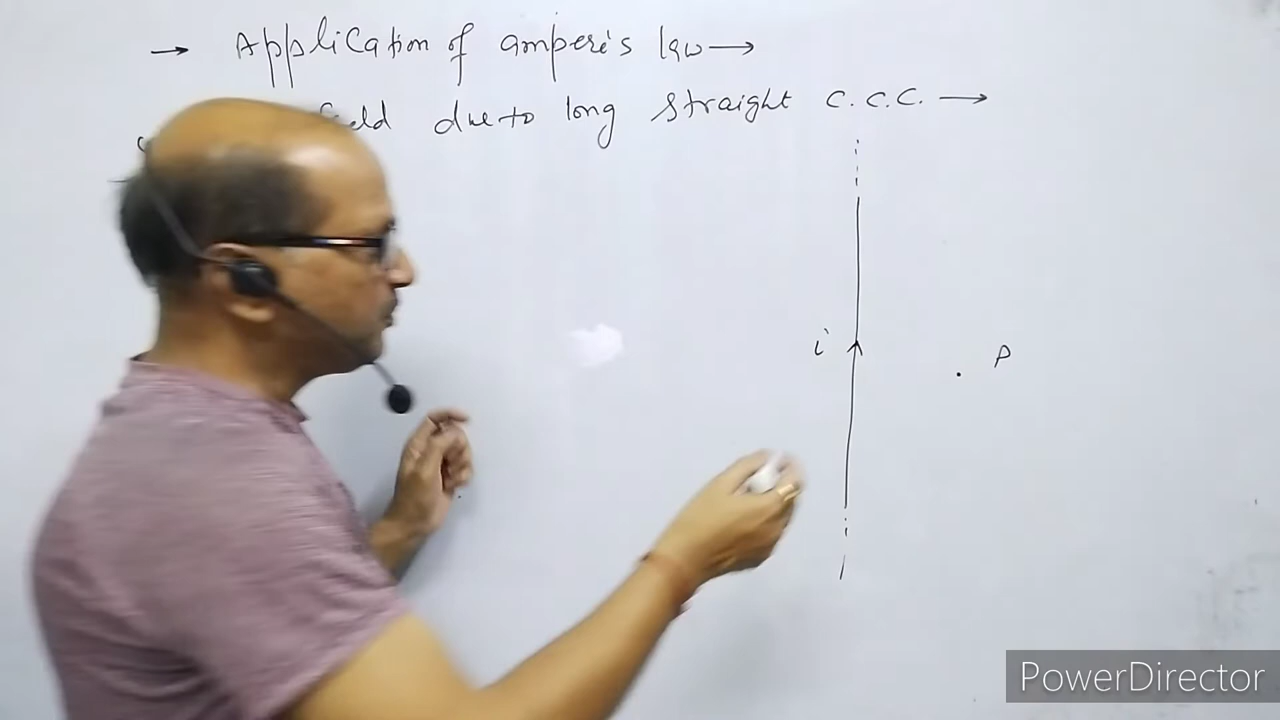 → Application of ampere's law →
field due to long straight C.C.C. →
i
P
PowerDirector